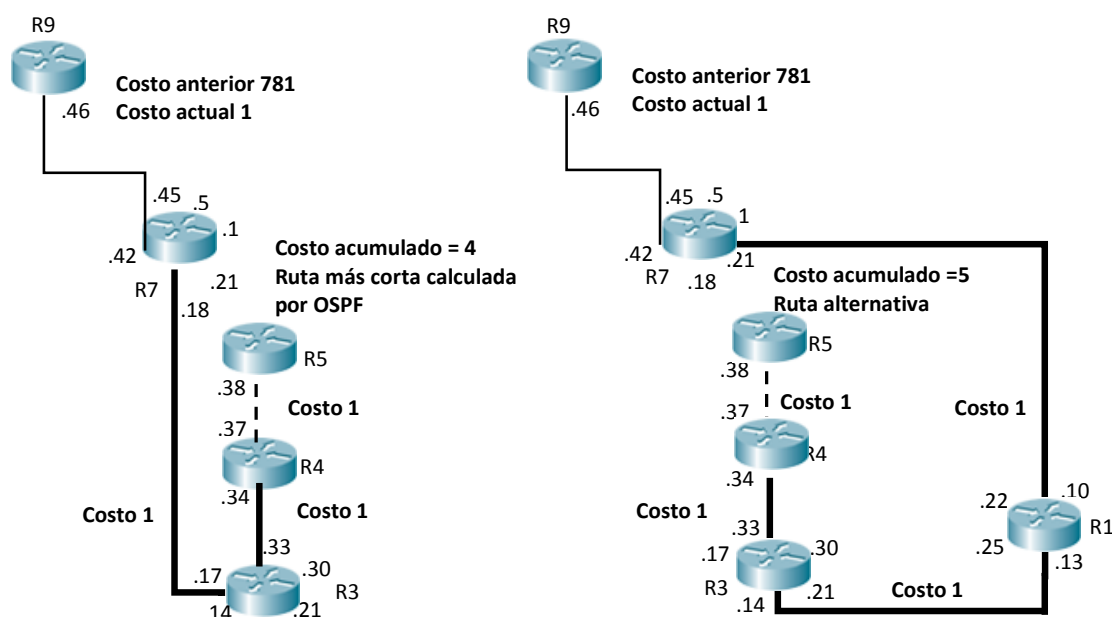 R9
Costo anterior 781
Costo actual 1
.46
.45
.5
.1
.42
.21
R7
.18
Costo acumulado = 4
Ruta más corta calculada
por OSPF
R5
.38
Costo 1
.37
R4
.34
Costo 1
Costo 1
.33
.17
.30
R3
14
.21
R9
Costo anterior 781
Costo actual 1
.46
.45
.5
1
.42
.21
R7
.18
Costo acumulado =5
Ruta alternativa
R5
.38
.37
Costo 1
Costo 1
R4
.34
Costo 1
.22
.10
R1
.33
.25
.13
.17
.30
R3
.21
.14
Costo 1